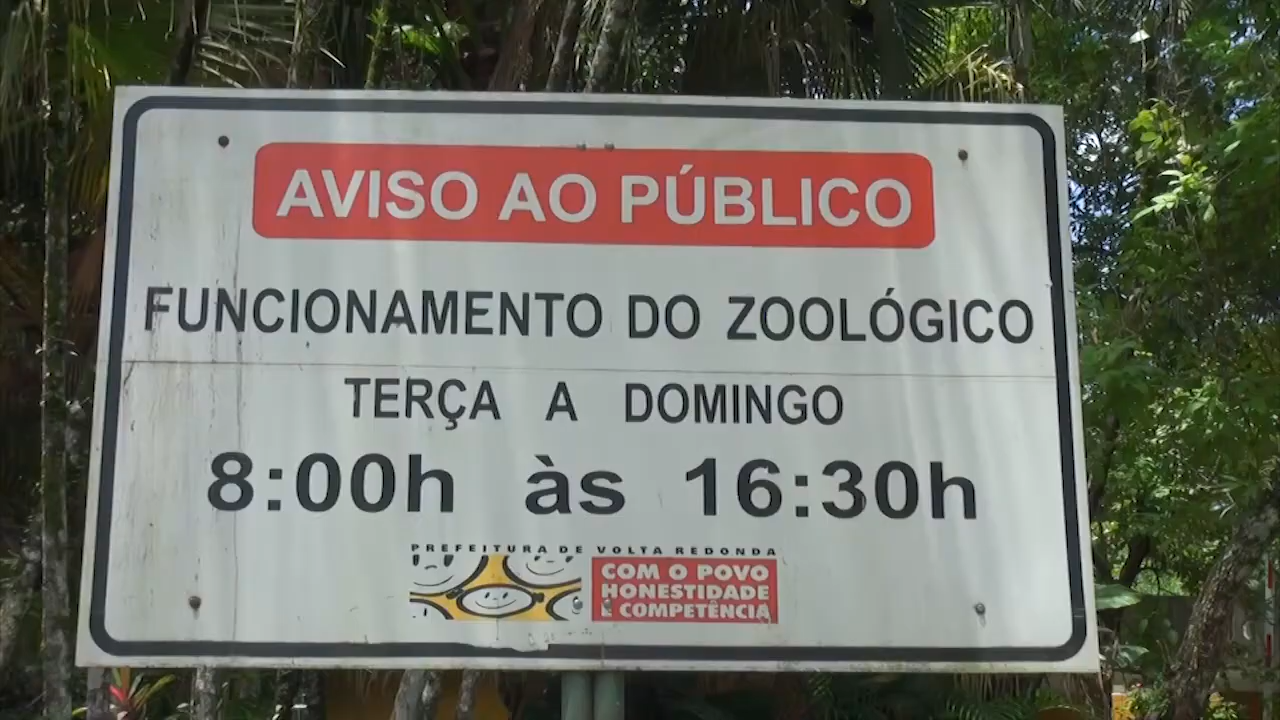 AVISO AO PÚBLICO
FUNCIONAMENTO DO ZOOLÓGICO
TERÇA A DOMINGO
8:00h às 16:30h
PREFEITURA DE VOLTA REDONDA
COM O POVO
HONESTIDADE
E COMPETÊNCIA